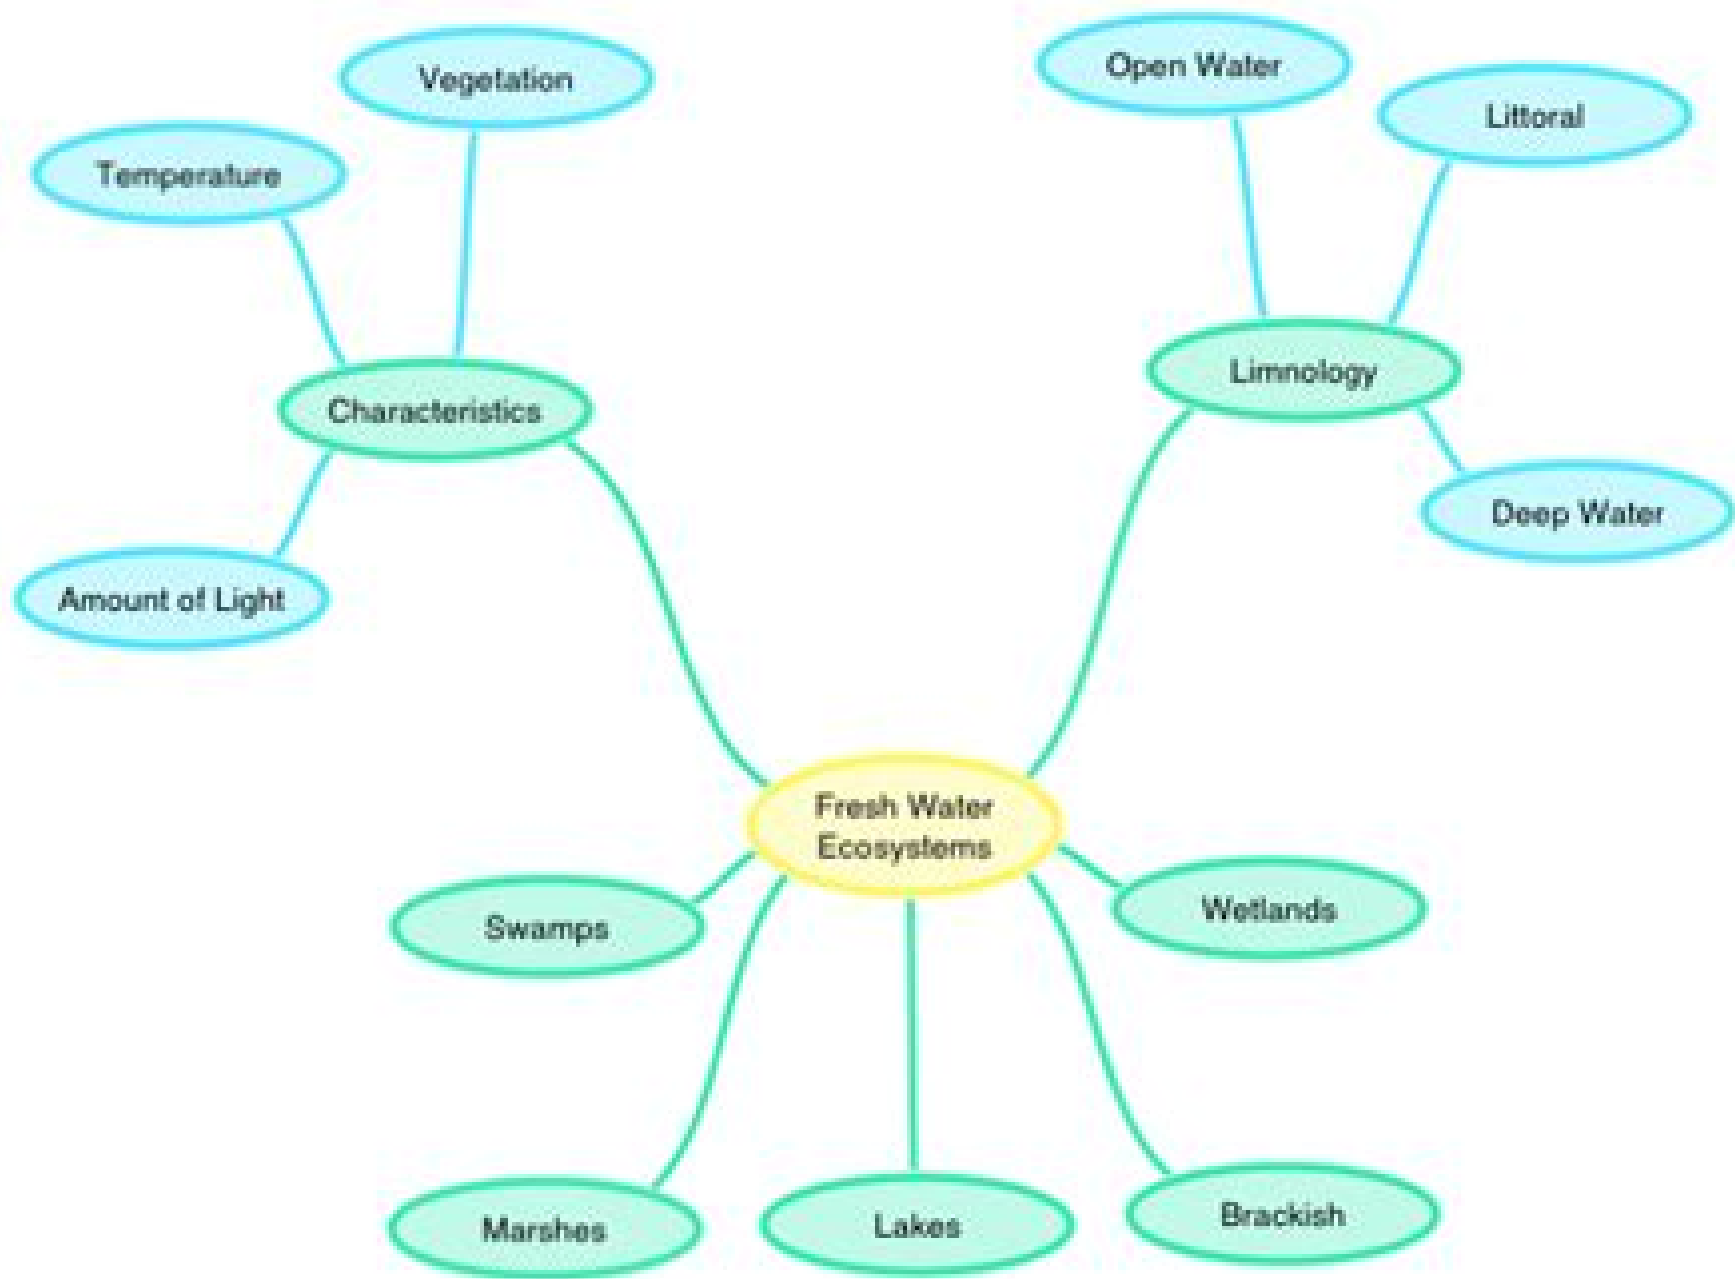 Vegetation
Open Water
Littoral
Temperature
Limnology
Characteristics
Deep Water
Amount of Light
Fresh Water
Ecosystems
Swamps
Wetlands
Marshes
Lakes
Brackish